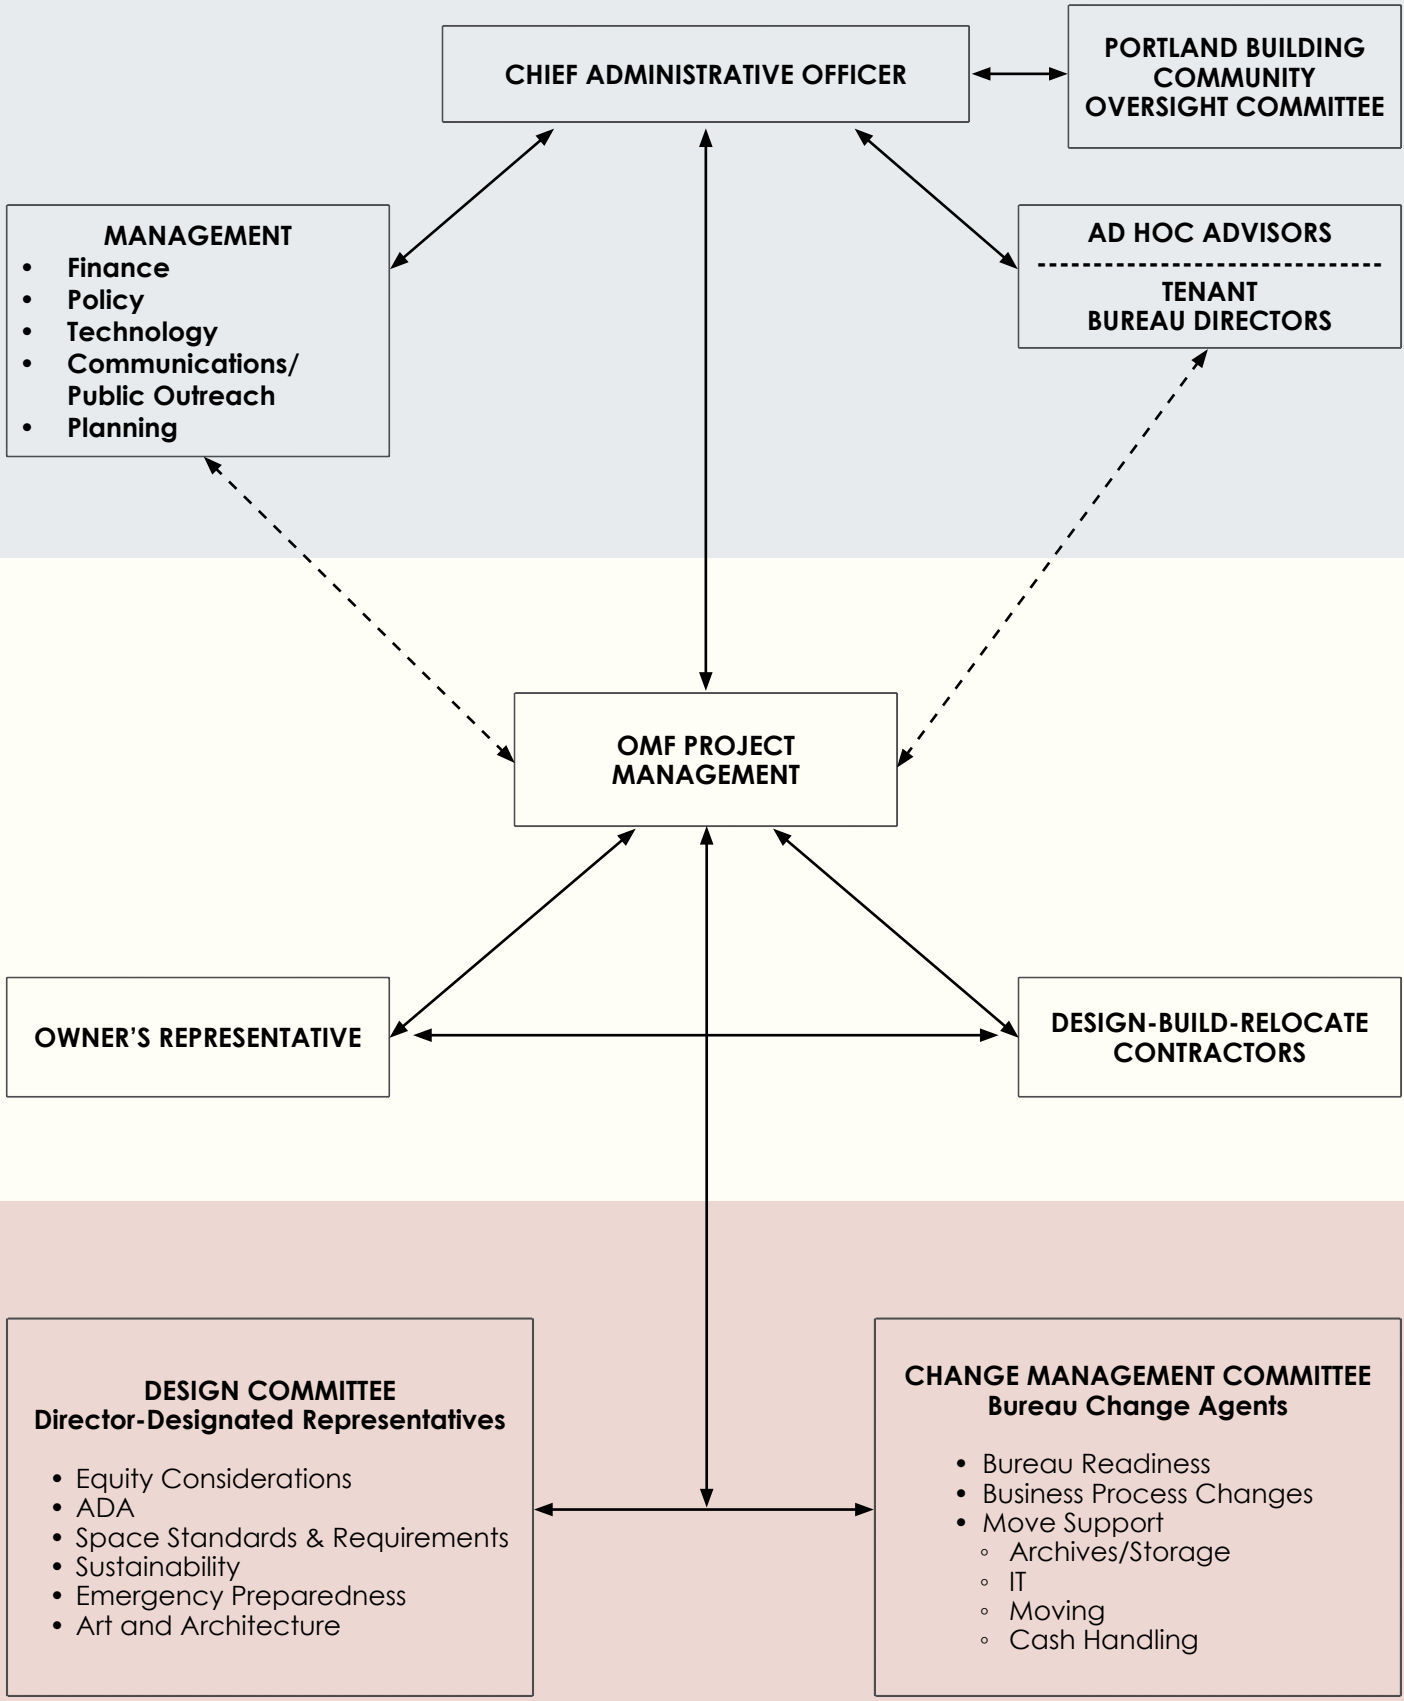 CHIEF ADMINISTRATIVE OFFICER
PORTLAND BUILDING
COMMUNITY
OVERSIGHT COMMITTEE
MANAGEMENT
• Finance
• Policy
• Technology
• Communications/
Public Outreach
• Planning
AD HOC ADVISORS
TENANT
BUREAU DIRECTORS
OMF PROJECT
MANAGEMENT
OWNER’S REPRESENTATIVE
DESIGN-BUILD-RELOCATE
CONTRACTORS
DESIGN COMMITTEE
Director-Designated Representatives
• Equity Considerations
• ADA
• Space Standards & Requirements
• Sustainability
• Emergency Preparedness
• Art and Architecture
CHANGE MANAGEMENT COMMITTEE
Bureau Change Agents
• Bureau Readiness
• Business Process Changes
• Move Support
◦ Archives/Storage
◦ IT
◦ Moving
◦ Cash Handling